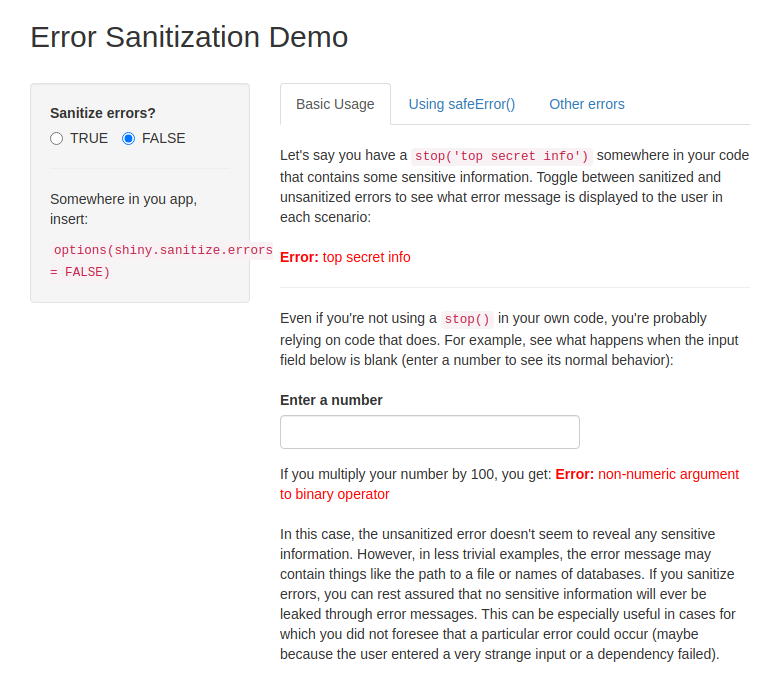 Error Sanitization Demo
Sanitize errors?
TRUE FALSE
Somewhere in you app,
insert:
options(shiny.sanitize.errors
= FALSE)
Basic Usage Using safeError() Other errors
Let's say you have a stop('top secret info') somewhere in your code
that contains some sensitive information. Toggle between sanitized and
unsanitized errors to see what error message is displayed to the user in
each scenario:
Error: top secret info
Even if you're not using a stop() in your own code, you're probably
relying on code that does. For example, see what happens when the input
field below is blank (enter a number to see its normal behavior):
Enter a number
If you multiply your number by 100, you get: Error: non-numeric argument
to binary operator
In this case, the unsanitized error doesn't seem to reveal any sensitive
information. However, in less trivial examples, the error message may
contain things like the path to a file or names of databases. If you sanitize
errors, you can rest assured that no sensitive information will ever be
leaked through error messages. This can be especially useful in cases for
which you did not foresee that a particular error could occur (maybe
because the user entered a very strange input or a dependency failed).